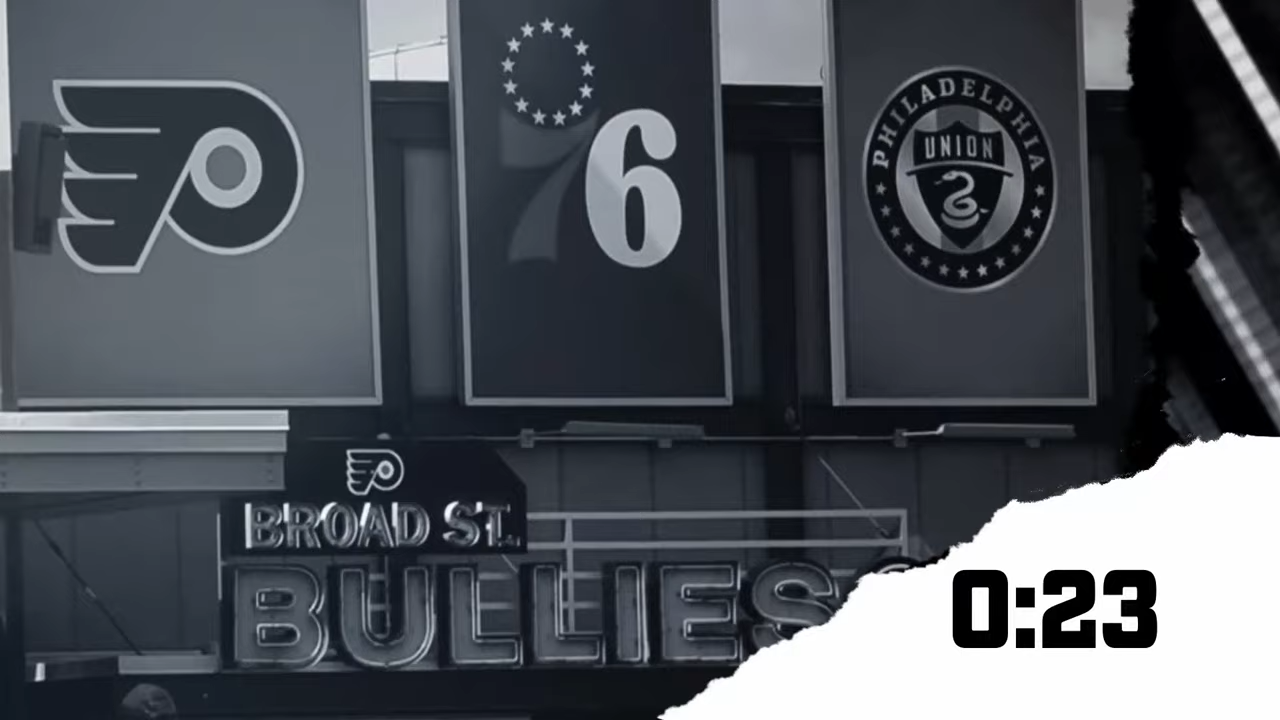 P
76
PHILADELPHIA
UNION
P
BROAD ST.
BULLIES
0:23